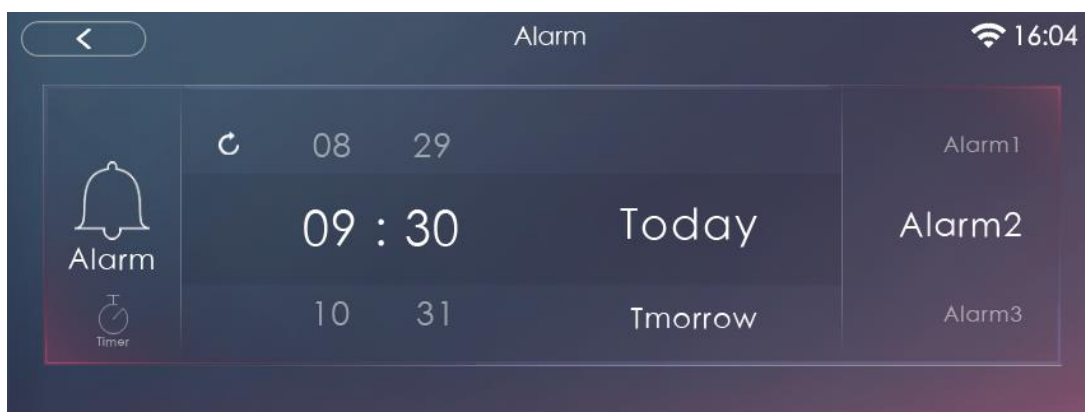 Alarm 16:04
08 29 Alarm1
09 : 30 Today Alarm2
Alarm
10 31 Tmorrow Alarm3
Timer